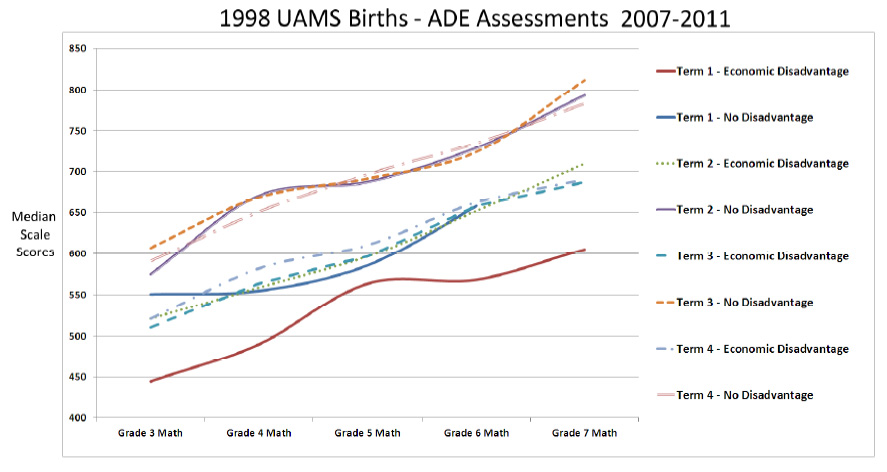 1998 UAMS Births - ADE Assessments 2007-2011
850
800
750
700
650
600
550
500
450
400
Median
Scale
Scores
Grade 3 Math
Grade 4 Math
Grade 5 Math
Grade 6 Math
Grade 7 Math
Term 1 - Economic Disadvantage
Term 1 - No Disadvantage
Term 2 - Economic Disadvantage
Term 2 - No Disadvantage
Term 3 - Economic Disadvantage
Term 3 - No Disadvantage
Term 4 - Economic Disadvantage
Term 4 - No Disadvantage